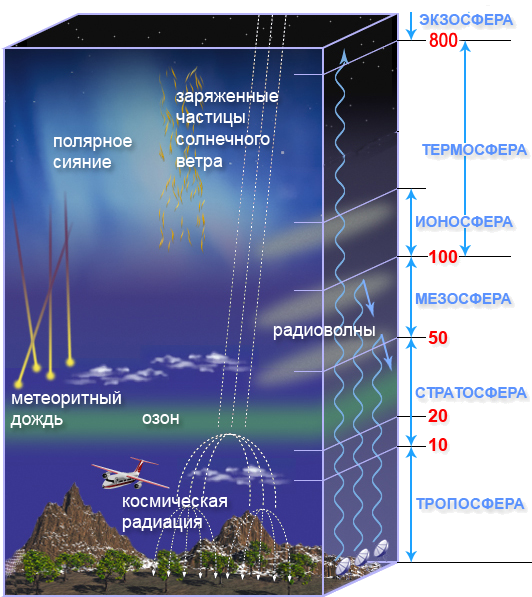 ЭКЗОСФЕРА
800
заряженные
частицы
солнечного
ветра
полярное
сияние
ТЕРМОСФЕРА
ИОНОСФЕРА
100
МЕЗОСФЕРА
радиоволны
50
метеоритный
дождь
озон
СТРАТОСФЕРА
20
10
космическая
радиация
ТРОПОСФЕРА